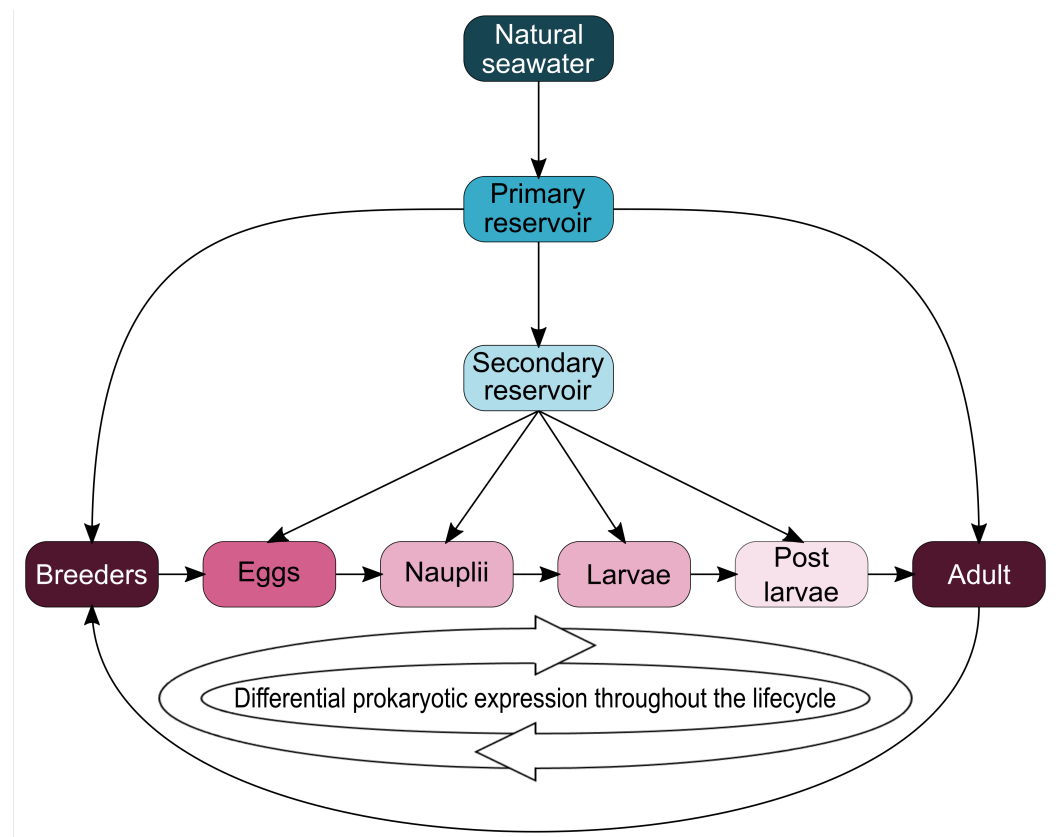 Natural
seawater
Primary
reservoir
Secondary
reservoir
Breeders
Eggs
Nauplii
Larvae
Post
larvae
Adult
Differential prokaryotic expression throughout the lifecycle